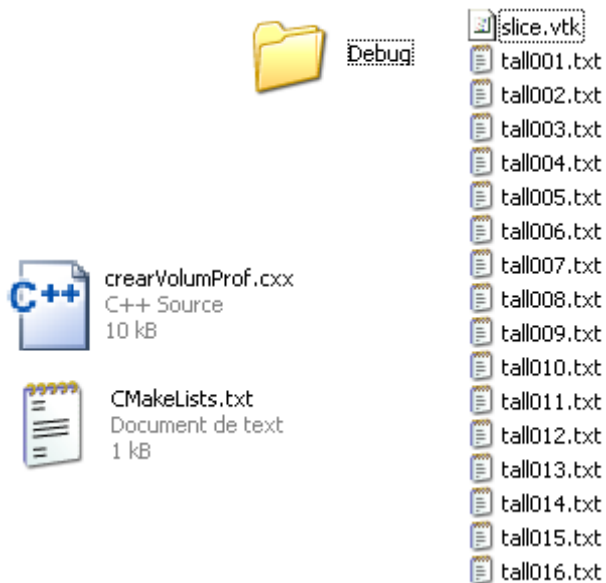 Debug
C++
crearVolumProf.cxx
C++ Source
10 kB
CMakeLists.txt
Document de text
1 kB
slice.vtk
tall001.txt
tall002.txt
tall003.txt
tall004.txt
tall005.txt
tall006.txt
tall007.txt
tall008.txt
tall009.txt
tall010.txt
tall011.txt
tall012.txt
tall013.txt
tall014.txt
tall015.txt
tall016.txt